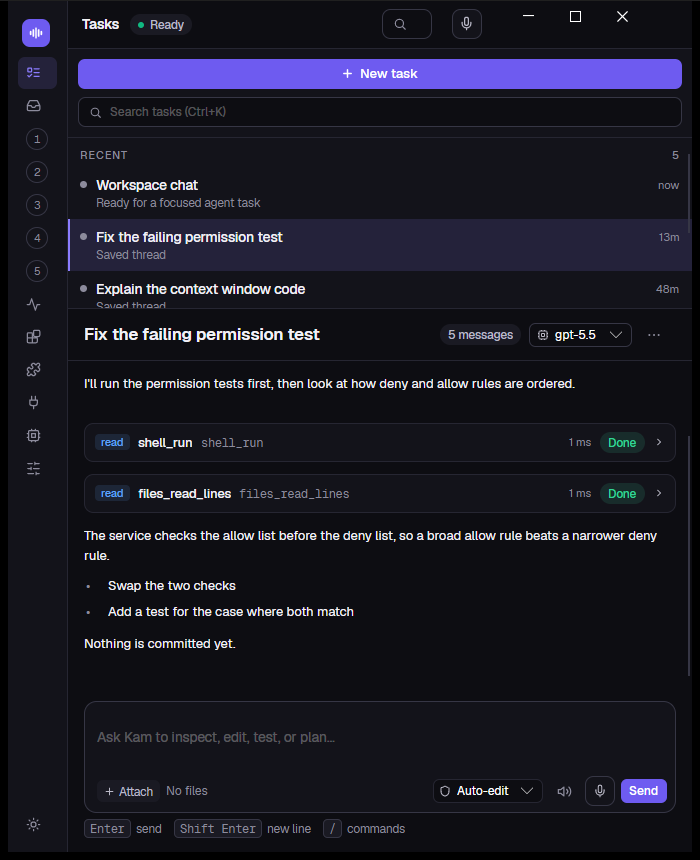 Tasks
Ready
+ New task
Search tasks (Ctrl+K)
RECENT 5
Workspace chat now
Ready for a focused agent task
Fix the failing permission test 13m
Saved thread
Explain the context window code 48m
Saved thread
1
2
3
4
5
Fix the failing permission test 5 messages gpt-5.5
I'll run the permission tests first, then look at how deny and allow rules are ordered.
read shell_run shell_run 1 ms Done
read files_read_lines files_read_lines 1 ms Done
The service checks the allow list before the deny list, so a broad allow rule beats a narrower deny
rule.
• Swap the two checks
• Add a test for the case where both match
Nothing is committed yet.
Ask Kam to inspect, edit, test, or plan...
+ Attach No files Auto-edit Send
Enter send Shift Enter new line / commands